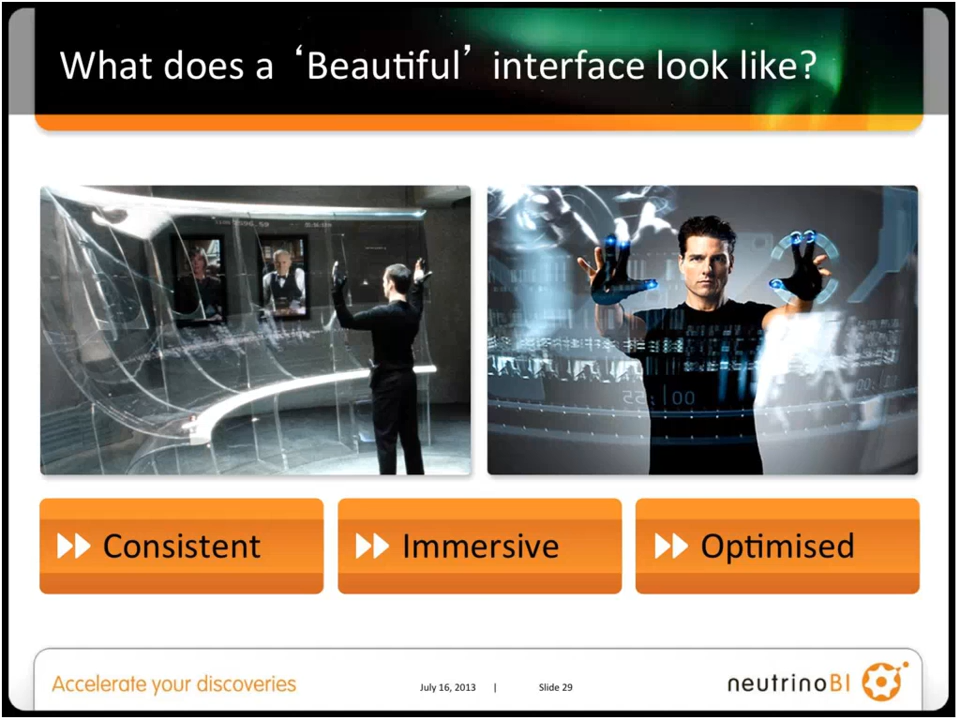 What does a ‘Beautiful’ interface look like?
Consistent
Immersive
Optimised
Accelerate your discoveries
July 16, 2013 | Slide 29
neutrinoBI